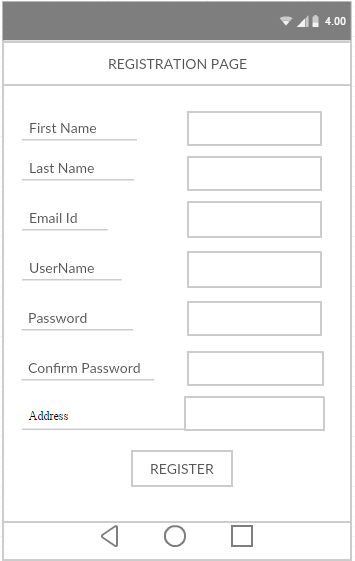 4.00
REGISTRATION PAGE
First Name
Last Name
Email Id
UserName
Password
Confirm Password
Address
REGISTER